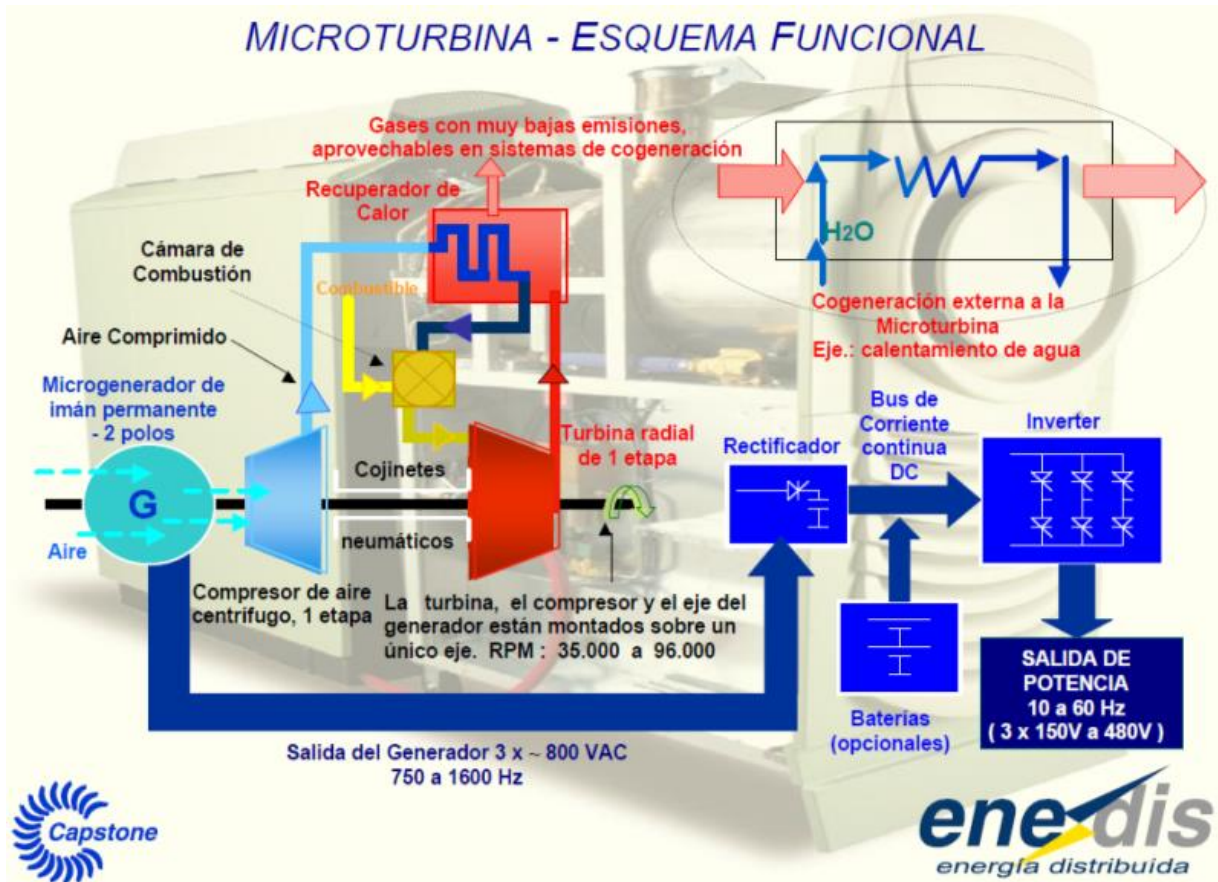 MICROTURBINA - ESQUEMA FUNCIONAL
Gases con muy bajas emisiones,
aprovechables en sistemas de cogeneración
Recuperador de
Calor
Cámara de
Combustión
Combustible
Aire Comprimido
Microgenerador de
imán permanente
- 2 polos
H2O
Cogeneración externa a la
Microturbina
Eje.: calentamiento de agua
Turbina radial
de 1 etapa
Cojinetes
neumáticos
G
Aire
Compresor de aire
centrífugo, 1 etapa
La turbina, el compresor y el eje del
generador están montados sobre un
único eje. RPM : 35.000 a 96.000
Rectificador
Bus de
Corriente
continua
DC
Inverter
Baterías
(opcionales)
SALIDA DE
POTENCIA
10 a 60 Hz
( 3 x 150V a 480V )
Salida del Generador 3 x ~ 800 VAC
750 a 1600 Hz
Capstone
enedis
energía distribuida